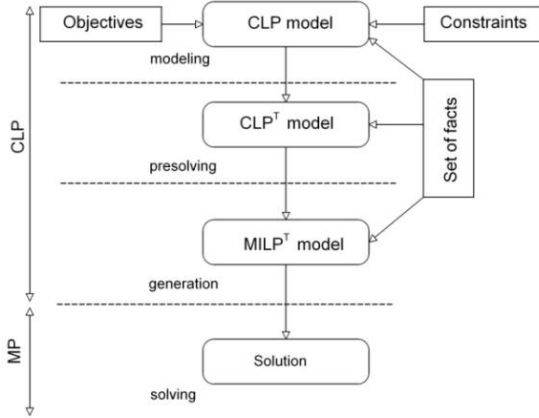 Objectives
CLP model
Constraints
modeling
CLP
CLPᵀ model
Set of facts
presolving
MILPᵀ model
generation
MP
Solution
solving